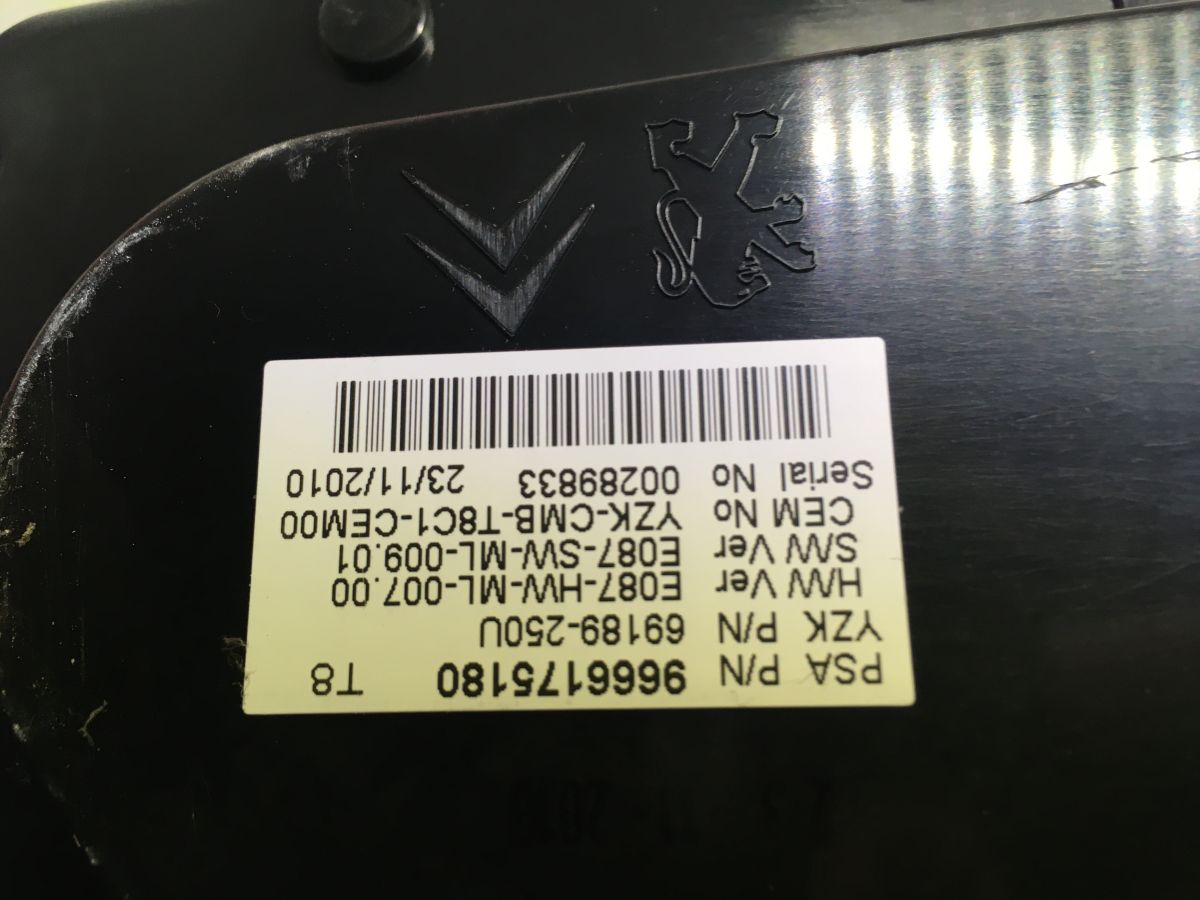 PSA P/N 9666175180 T8
YZK P/N 69189-250U
H/W Ver E087-HW-ML-007.00
S/W Ver E087-SW-ML-009.01
CEM No YZK-CMB-T8C1-CEM00
Serial No 00289833 23/11/2010